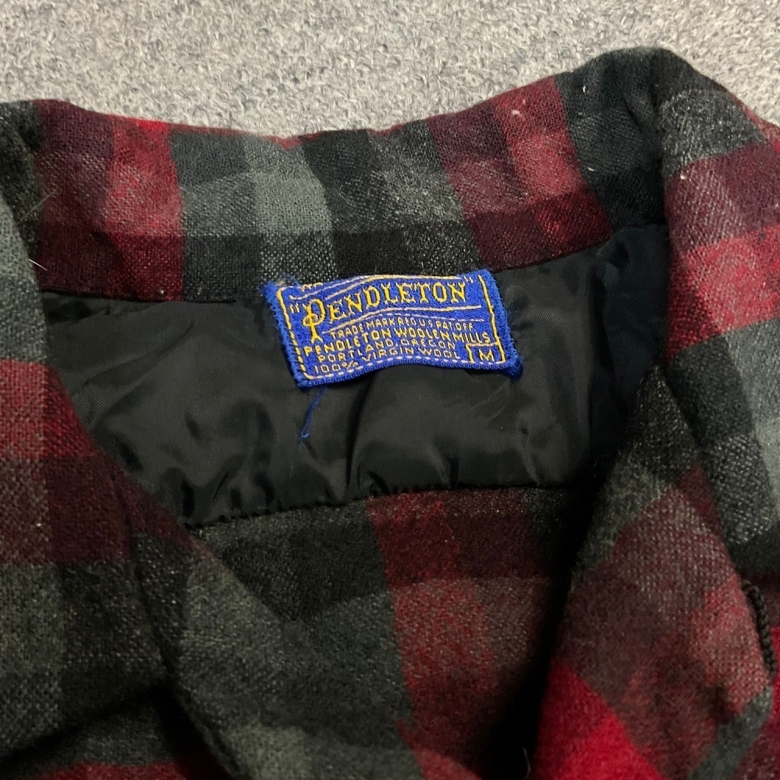 "PENDLETON"
TRADE MARK REG U.S. PAT. OFF.
PENDLETON WOOLEN MILLS
PORTLAND, OREGON
100% VIRGIN WOOL
M